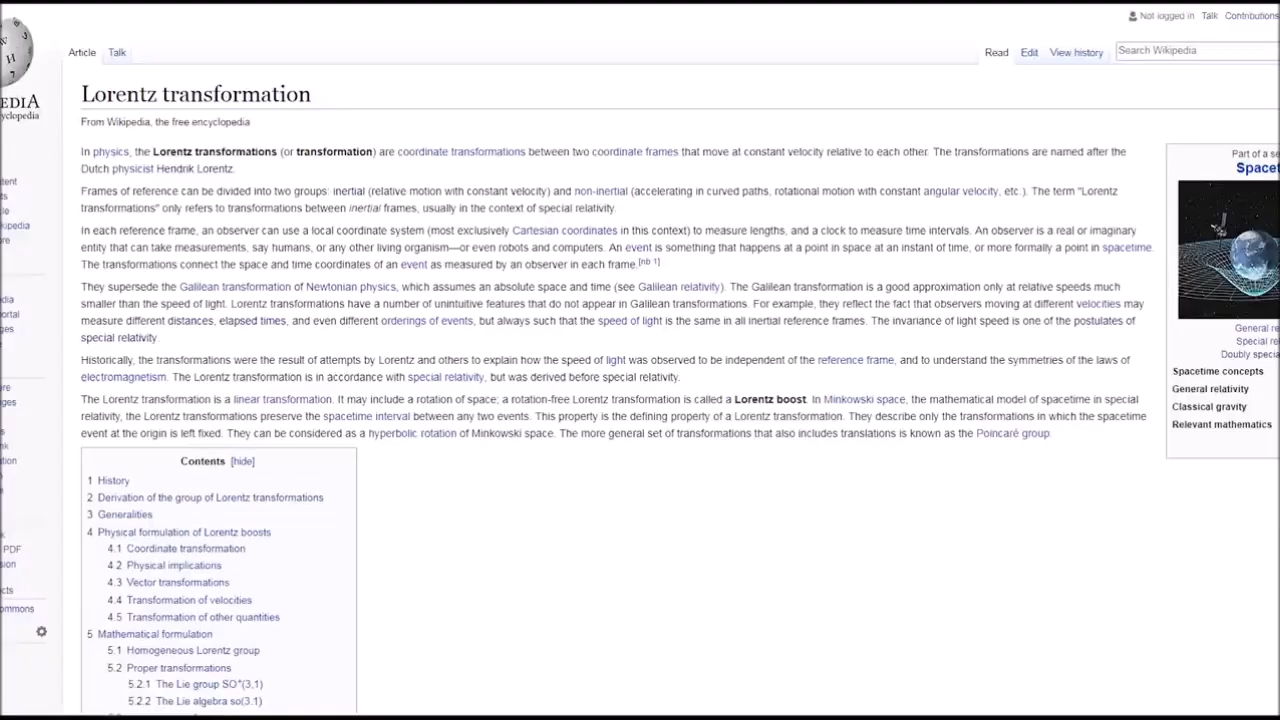 Not logged in Talk Contributions
Article Talk Read Edit View history Search Wikipedia
EDIA
cyclopedia
Lorentz transformation
From Wikipedia, the free encyclopedia
In physics, the Lorentz transformations (or transformation) are coordinate transformations between two coordinate frames that move at constant velocity relative to each other. The transformations are named after the
Dutch physicist Hendrik Lorentz.
Frames of reference can be divided into two groups: inertial (relative motion with constant velocity) and non-inertial (accelerating in curved paths, rotational motion with constant angular velocity, etc.). The term "Lorentz
transformations" only refers to transformations between inertial frames, usually in the context of special relativity.
In each reference frame, an observer can use a local coordinate system (most exclusively Cartesian coordinates in this context) to measure lengths, and a clock to measure time intervals. An observer is a real or imaginary
entity that can take measurements, say humans, or any other living organism—or even robots and computers. An event is something that happens at a point in space at an instant of time, or more formally a point in spacetime.
The transformations connect the space and time coordinates of an event as measured by an observer in each frame.[nb 1]
They supersede the Galilean transformation of Newtonian physics, which assumes an absolute space and time (see Galilean relativity). The Galilean transformation is a good approximation only at relative speeds much
smaller than the speed of light. Lorentz transformations have a number of unintuitive features that do not appear in Galilean transformations. For example, they reflect the fact that observers moving at different velocities may
measure different distances, elapsed times, and even different orderings of events, but always such that the speed of light is the same in all inertial reference frames. The invariance of light speed is one of the postulates of
special relativity.
Historically, the transformations were the result of attempts by Lorentz and others to explain how the speed of light was observed to be independent of the reference frame, and to understand the symmetries of the laws of
electromagnetism. The Lorentz transformation is in accordance with special relativity, but was derived before special relativity.
The Lorentz transformation is a linear transformation. It may include a rotation of space; a rotation-free Lorentz transformation is called a Lorentz boost. In Minkowski space, the mathematical model of spacetime in special
relativity, the Lorentz transformations preserve the spacetime interval between any two events. This property is the defining property of a Lorentz transformation. They describe only the transformations in which the spacetime
event at the origin is left fixed. They can be considered as a hyperbolic rotation of Minkowski space. The more general set of transformations that also includes translations is known as the Poincaré group.
Contents [hide]
1 History
2 Derivation of the group of Lorentz transformations
3 Generalities
4 Physical formulation of Lorentz boosts
4.1 Coordinate transformation
4.2 Physical implications
4.3 Vector transformations
4.4 Transformation of velocities
4.5 Transformation of other quantities
5 Mathematical formulation
5.1 Homogeneous Lorentz group
5.2 Proper transformations
5.2.1 The Lie group SO⁺(3,1)
5.2.2 The Lie algebra so(3,1)
Part of a se
Spacet
General re
Special re
Doubly specia
Spacetime concepts
General relativity
Classical gravity
Relevant mathematics
PDF